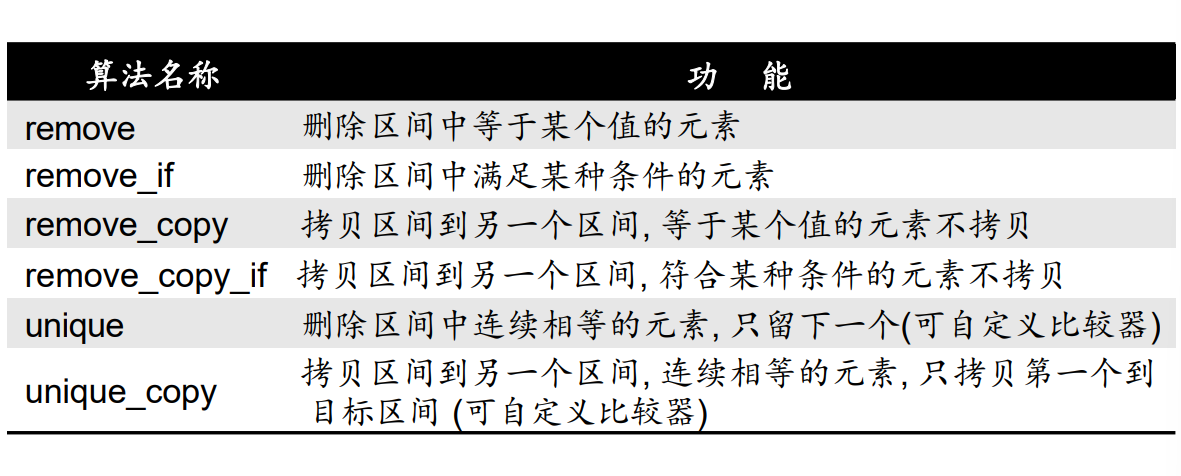 算法名称 功 能
remove 删除区间中等于某个值的元素
remove_if 删除区间中满足某种条件的元素
remove_copy 拷贝区间到另一个区间, 等于某个值的元素不拷贝
remove_copy_if 拷贝区间到另一个区间, 符合某种条件的元素不拷贝
unique 删除区间中连续相等的元素, 只留下一个(可自定义比较器)
unique_copy 拷贝区间到另一个区间, 连续相等的元素, 只拷贝第一个到
目标区间 (可自定义比较器)